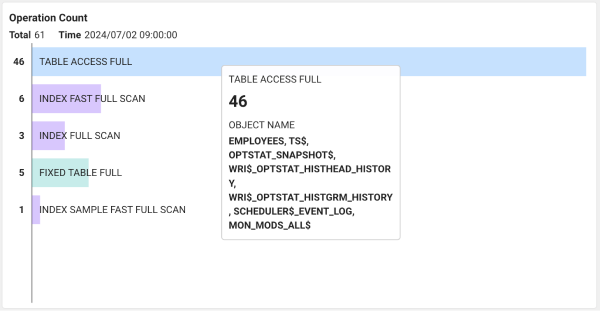 Operation Count
Total 61 Time 2024/07/02 09:00:00
46 TABLE ACCESS FULL
6 INDEX FAST FULL SCAN
3 INDEX FULL SCAN
5 FIXED TABLE FULL
1 INDEX SAMPLE FAST FULL SCAN
TABLE ACCESS FULL
46
OBJECT NAME
EMPLOYEES, TS$,
OPTSTAT_SNAPSHOT$,
WRI$_OPTSTAT_HISTHEAD_HISTOR
Y,
WRI$_OPTSTAT_HISTGRM_HISTORY
, SCHEDULER$_EVENT_LOG,
MON_MODS_ALL$